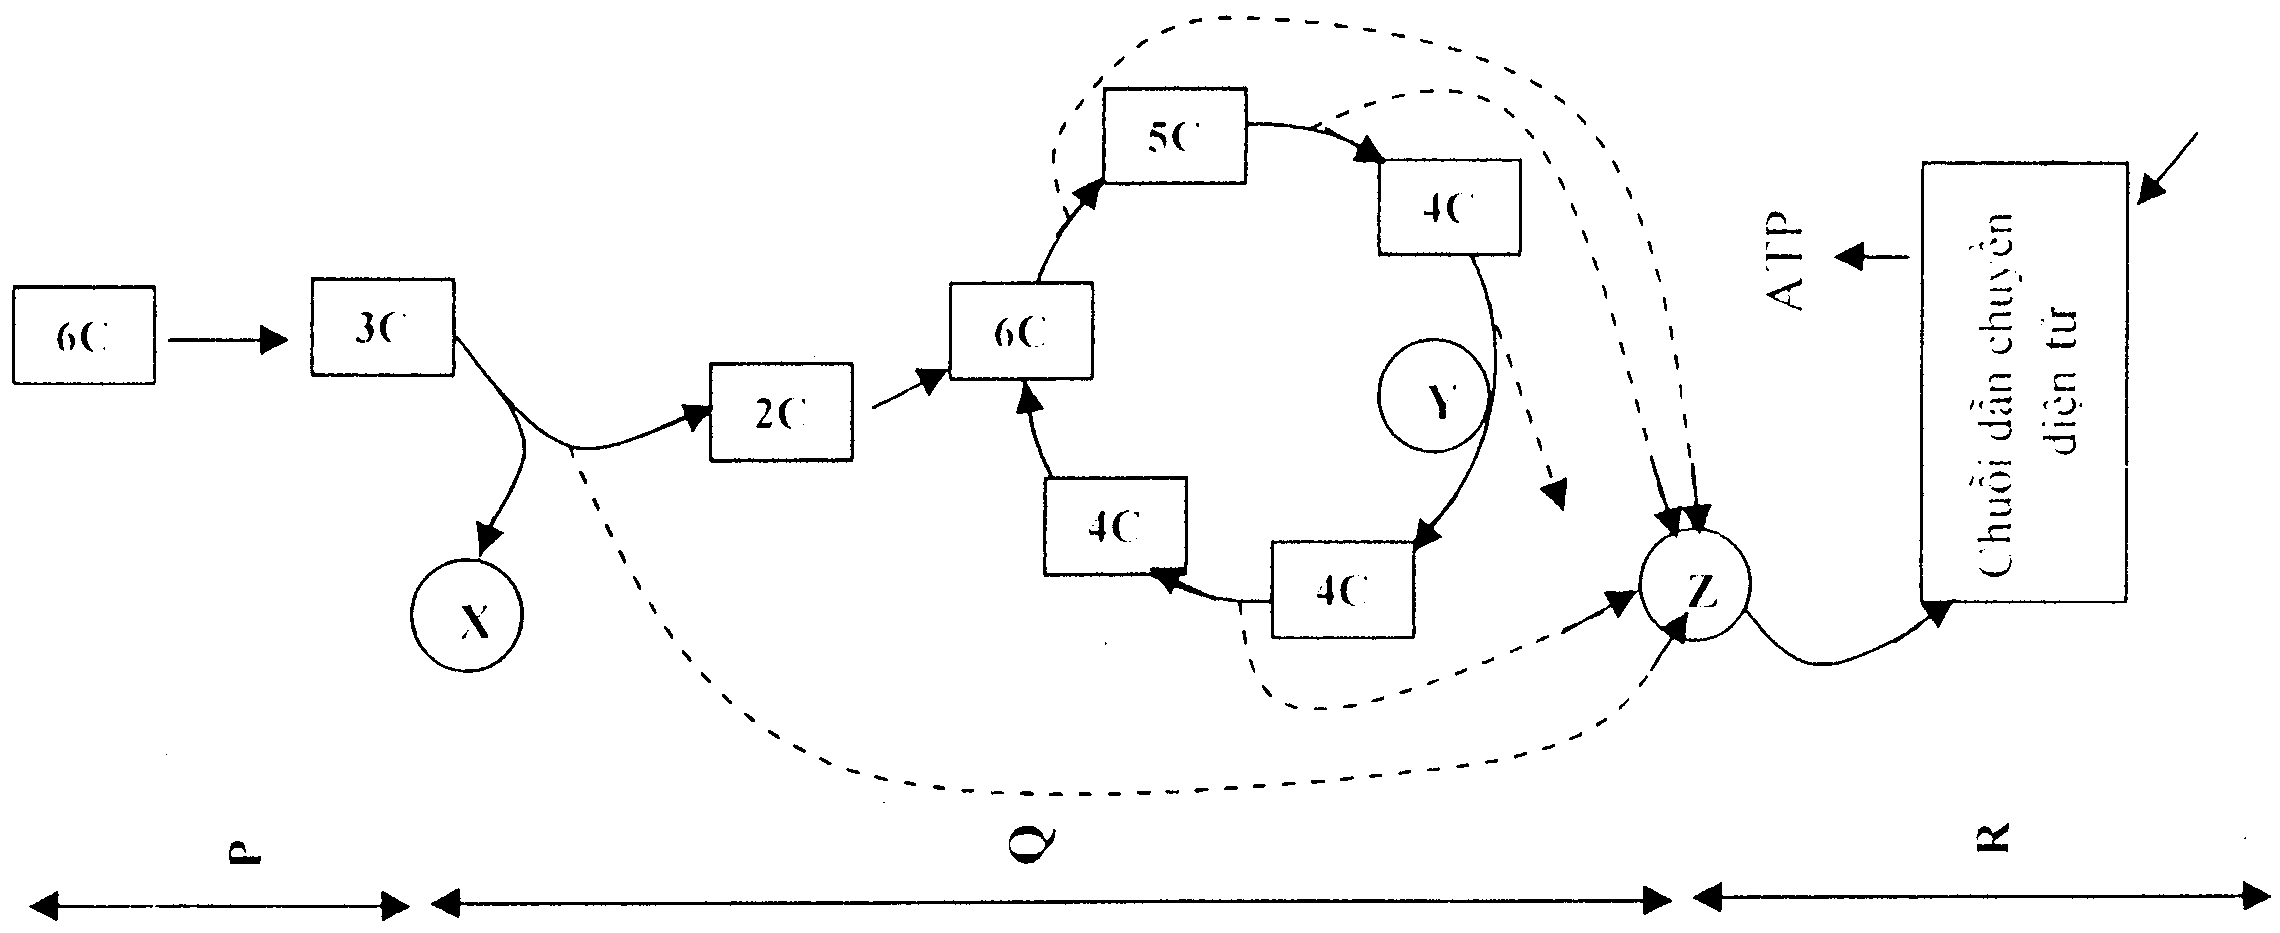 6C
3C
X
2C
6C
5C
4C
Y
4C
4C
Z
ATP
Chuỗi dẫn chuyền
điện tử
P
Q
R